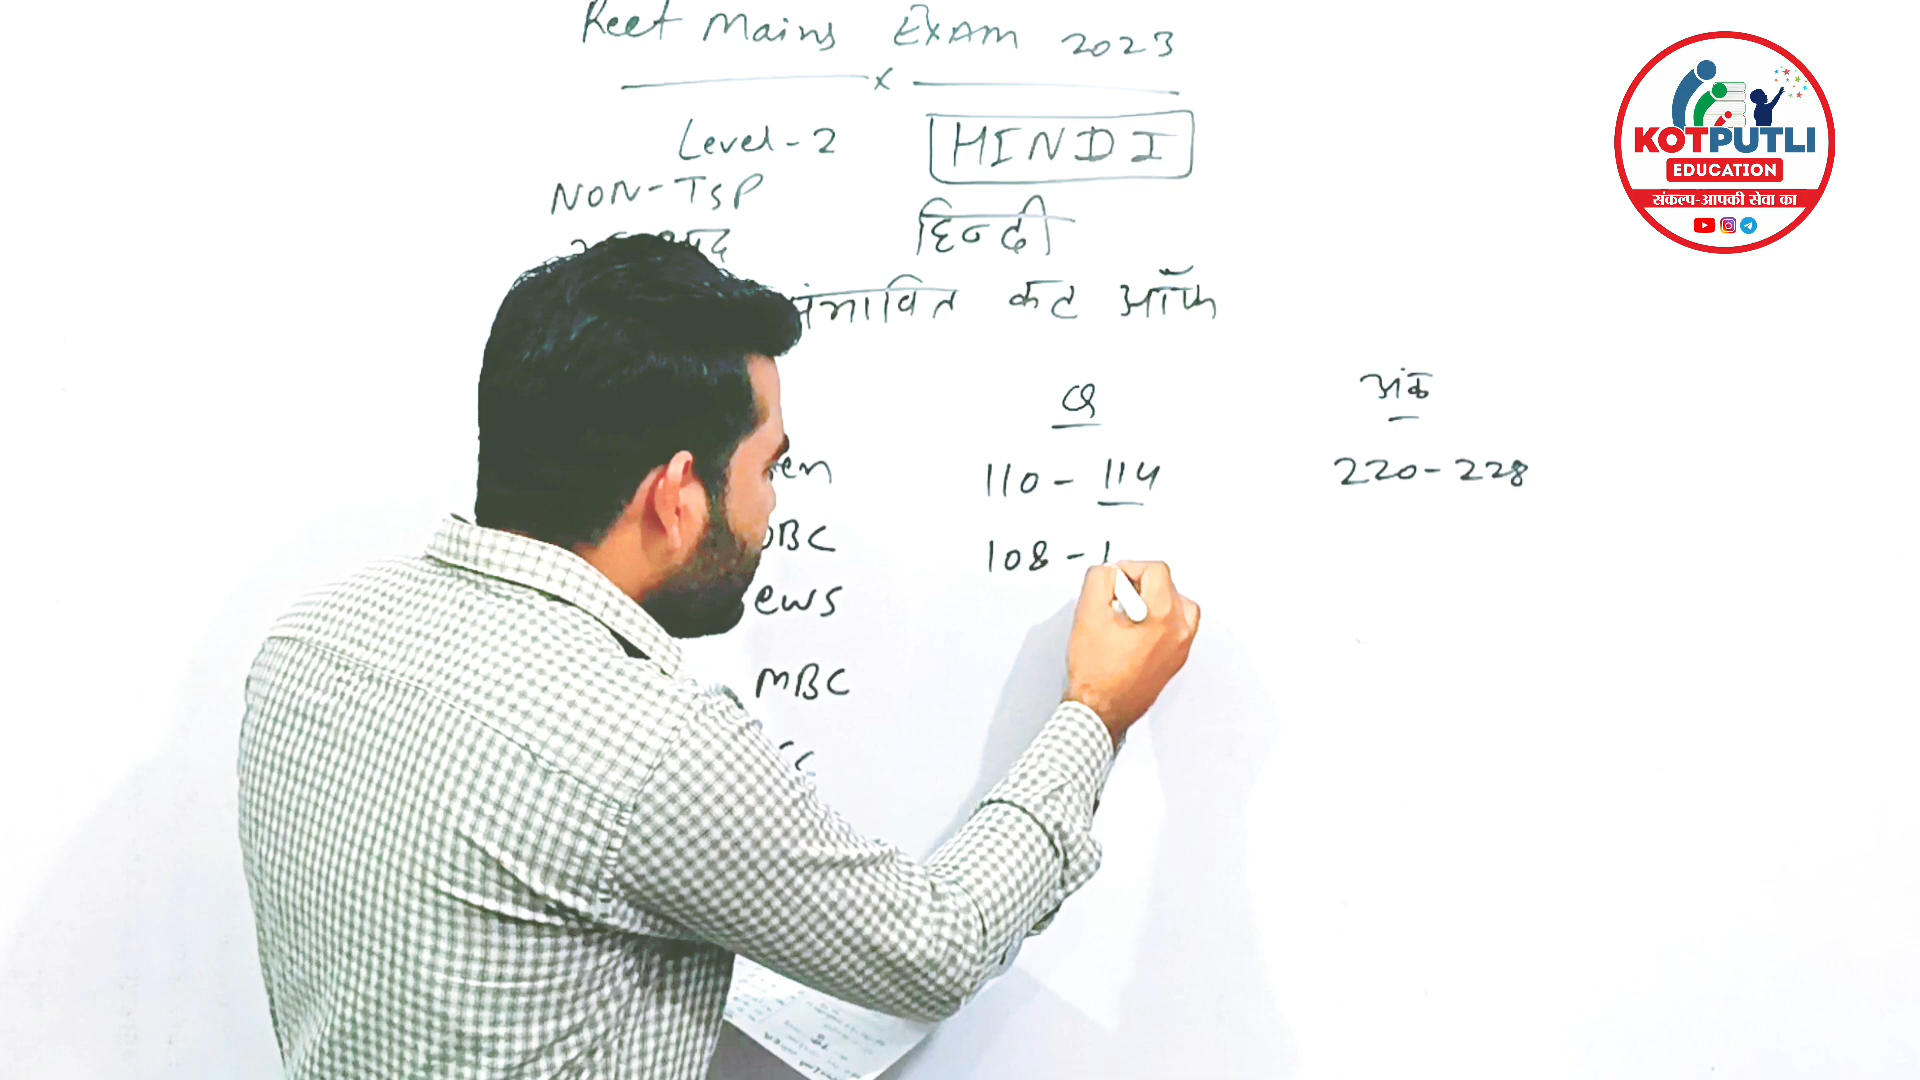 Reet Mains Exam 2023
x
Level-2 HINDI
NON-TSP हिन्दी
संभावित कट ऑफ
Q अंक
110-114 220-228
OBC 108-1
EWS
MBC
KOTPUTLI
EDUCATION
संकल्प-आपकी सेवा का